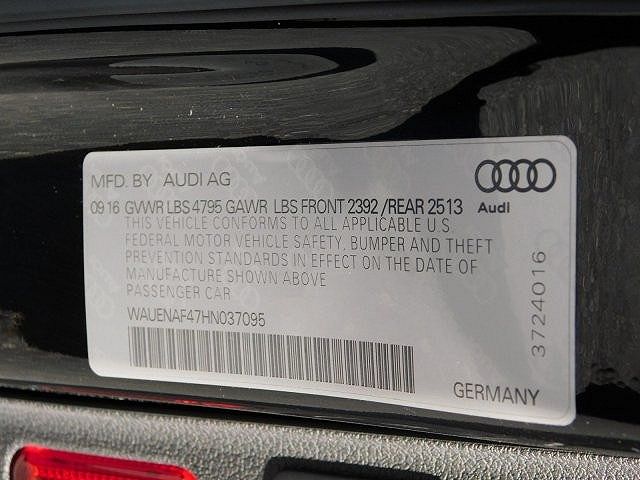 MFD. BY AUDI AG
09 16 GVWR LBS 4795 GAWR LBS FRONT 2392 /REAR 2513
THIS VEHICLE CONFORMS TO ALL APPLICABLE U S
FEDERAL MOTOR VEHICLE SAFETY, BUMPER AND THEFT
PREVENTION STANDARDS IN EFFECT ON THE DATE OF
MANUFACTURE SHOWN ABOVE
PASSENGER CAR
WAUENAF47HN037095
Audi
37224016
GERMANY